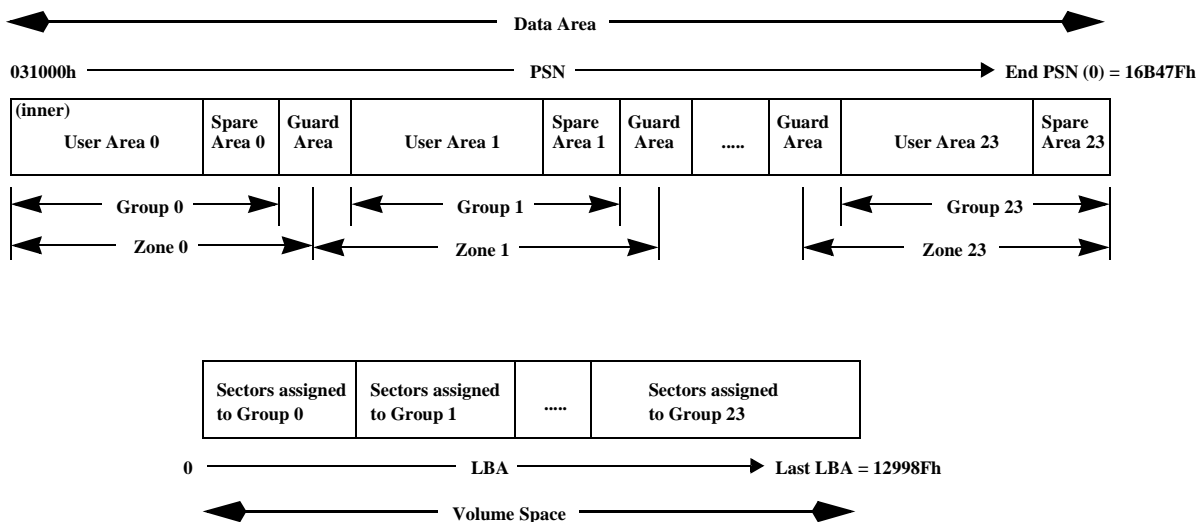 Data Area
031000h PSN End PSN (0) = 16B47Fh
(inner)
User Area 0
Spare
Area 0
Guard
Area
User Area 1
Spare
Area 1
Guard
Area
.....
Guard
Area
User Area 23
Spare
Area 23
Group 0
Group 1
Group 23
Zone 0
Zone 1
Zone 23
Sectors assigned
to Group 0
Sectors assigned
to Group 1
.....
Sectors assigned
to Group 23
0 LBA Last LBA = 12998Fh
Volume Space